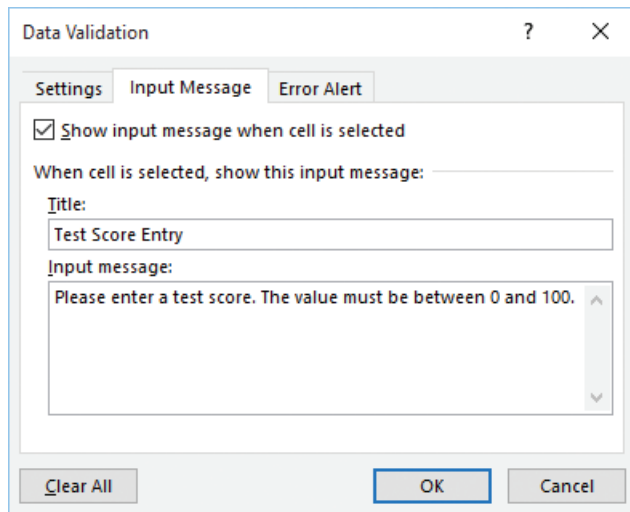 Data Validation ?
Settings Input Message Error Alert
Show input message when cell is selected
When cell is selected, show this input message:
Title:
Test Score Entry
Input message:
Please enter a test score. The value must be between 0 and 100.
Clear All OK Cancel